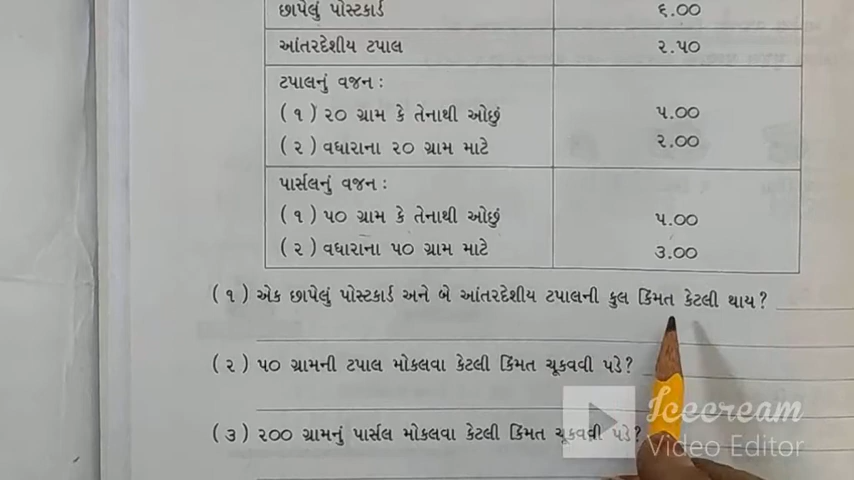 છાપેલું પોસ્ટકાર્ડ ૬.૦૦
આંતરદેશીય ટપાલ ૨.૫૦
ટપાલનું વજન :
(૧) ૨૦ ગ્રામ કે તેનાથી ઓછું ૫.૦૦
(૨) વધારાના ૨૦ ગ્રામ માટે ૨.૦૦
પાર્સલનું વજન :
(૧) ૫૦ ગ્રામ કે તેનાથી ઓછું ૫.૦૦
(૨) વધારાના ૫૦ ગ્રામ માટે ૩.૦૦
(૧) એક છાપેલું પોસ્ટકાર્ડ અને બે આંતરદેશીય ટપાલની કુલ કિંમત કેટલી થાય?
(૨) ૫૦ ગ્રામની ટપાલ મોકલવા કેટલી કિંમત ચૂકવવી પડે?
(૩) ૨૦૦ ગ્રામનું પાર્સલ મોકલવા કેટલી કિંમત ચૂકવવી પડે?
Icecream
Video Editor